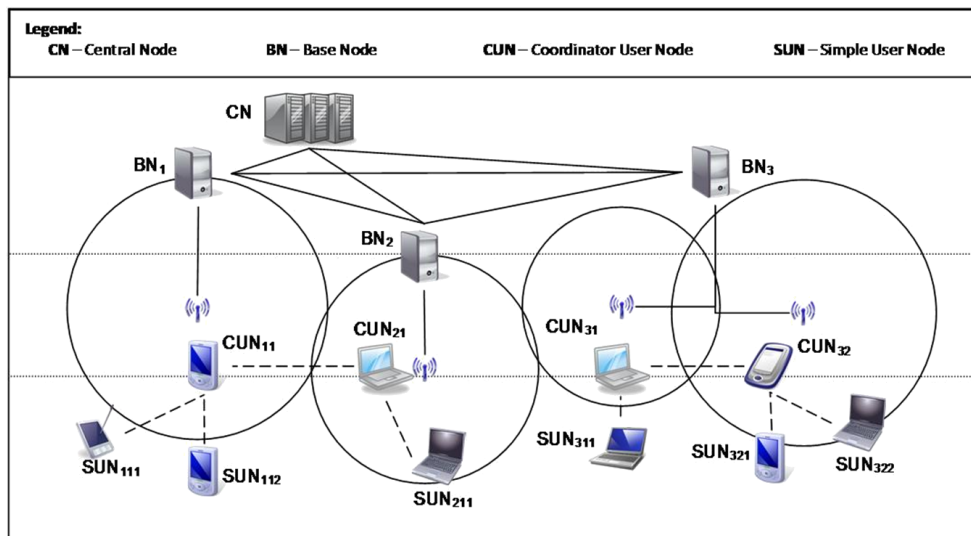 Legend:
CN – Central Node BN – Base Node CUN – Coordinator User Node SUN – Simple User Node
CN
BN₁
BN₃
BN₂
CUN₁₁
CUN₂₁
CUN₃₁
CUN₃₂
SUN₁₁₁
SUN₁₁₂
SUN₂₁₁
SUN₃₁₁
SUN₃₂₁
SUN₃₂₂